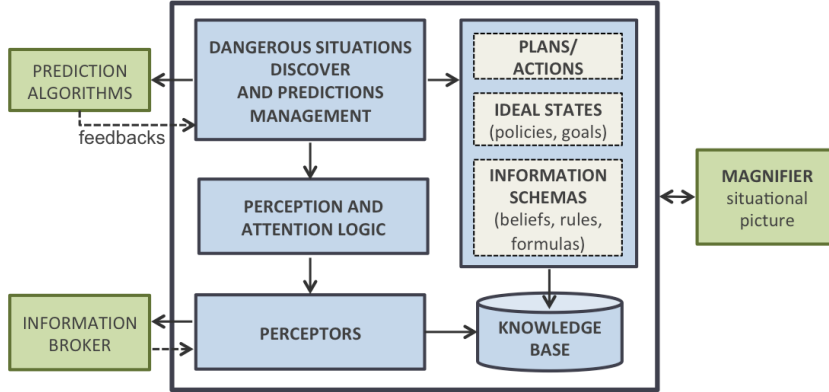 PREDICTION
ALGORITHMS
feedbacks
DANGEROUS SITUATIONS
DISCOVER
AND PREDICTIONS
MANAGEMENT
PERCEPTION AND
ATTENTION LOGIC
INFORMATION
BROKER
PERCEPTORS
PLANS/
ACTIONS
IDEAL STATES
(policies, goals)
INFORMATION
SCHEMAS
(beliefs, rules,
formulas)
KNOWLEDGE
BASE
MAGNIFIER
situational
picture